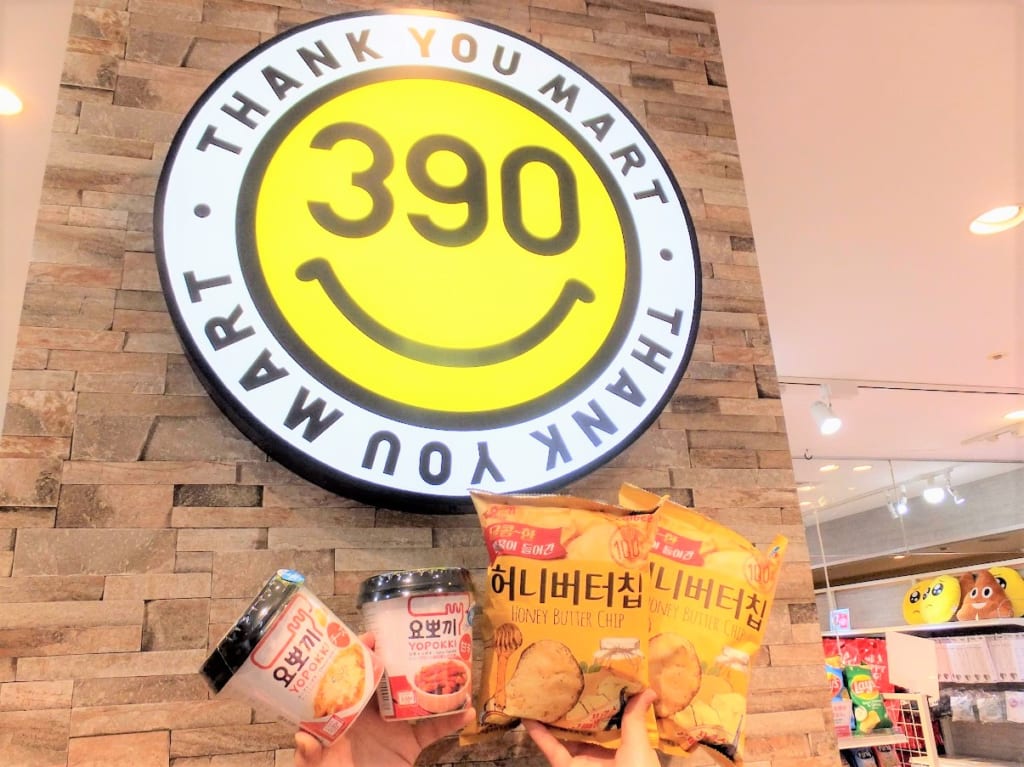 THANK YOU MART • THANK YOU MART •
390
요뽀끼
YOPOKKI
요뽀끼
YOPOKKI
허니버터칩
HONEY BUTTER CHIP
허니버터칩
HONEY BUTTER CHIP
Lay's